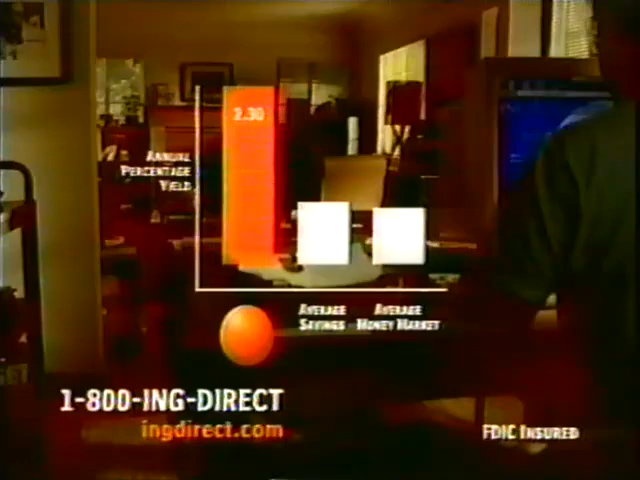 2.30
Annual
Percentage
Yield
Average
Savings
Average
Money Market
1-800-ING-DIRECT
ingdirect.com
FDIC Insured